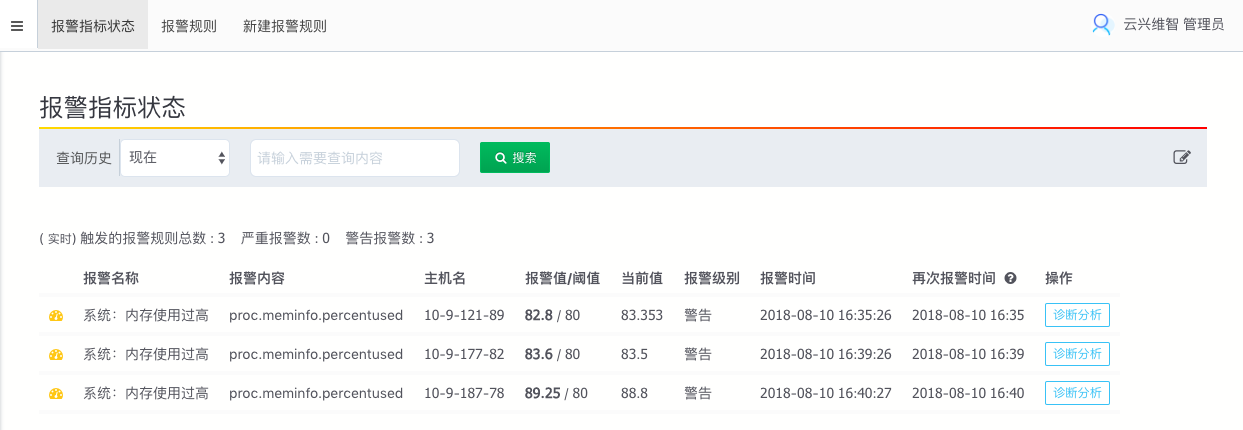 报警指标状态 报警规则 新建报警规则 云兴维智 管理员
报警指标状态
查询历史 现在 请输入需要查询内容 搜索
( 实时) 触发的报警规则总数 : 3 严重报警数 : 0 警告报警数 : 3
报警名称 报警内容 主机名 报警值/阈值 当前值 报警级别 报警时间 再次报警时间 操作
系统：内存使用过高 proc.meminfo.percentused 10-9-121-89 82.8 / 80 83.353 警告 2018-08-10 16:35:26 2018-08-10 16:35 诊断分析
系统：内存使用过高 proc.meminfo.percentused 10-9-177-82 83.6 / 80 83.5 警告 2018-08-10 16:39:26 2018-08-10 16:39 诊断分析
系统：内存使用过高 proc.meminfo.percentused 10-9-187-78 89.25 / 80 88.8 警告 2018-08-10 16:40:27 2018-08-10 16:40 诊断分析